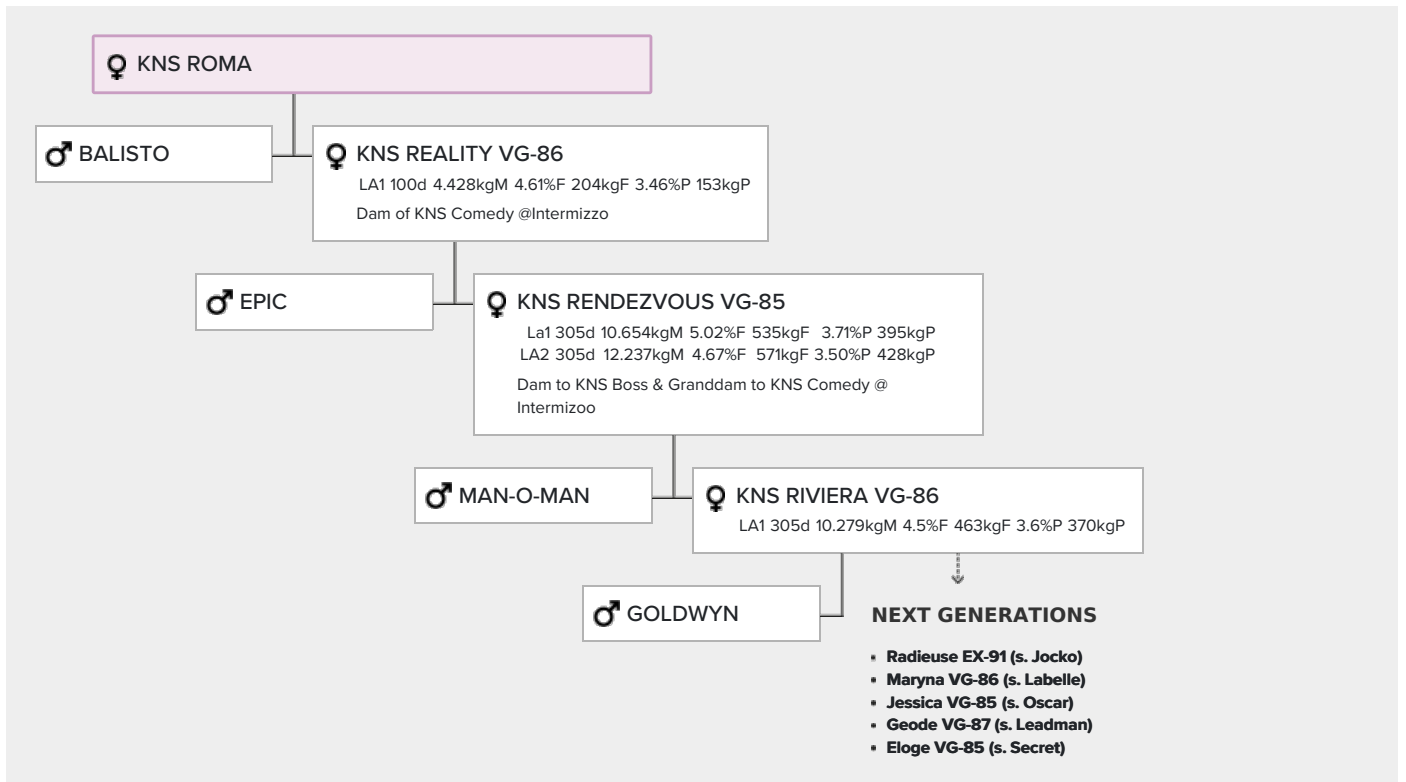 KNS ROMA
BALISTO
KNS REALITY VG-86
LA1 100d 4.428kgM 4.61%F 204kgF 3.46%P 153kgP
Dam of KNS Comedy @Intermizzo
EPIC
KNS RENDEZVOUS VG-85
La1 305d 10.654kgM 5.02%F 535kgF 3.71%P 395kgP
LA2 305d 12.237kgM 4.67%F 571kgF 3.50%P 428kgP
Dam to KNS Boss & Granddam to KNS Comedy @
Intermizoo
MAN-O-MAN
KNS RIVIERA VG-86
LA1 305d 10.279kgM 4.5%F 463kgF 3.6%P 370kgP
GOLDWYN
NEXT GENERATIONS
Radieuse EX-91 (s. Jocko)
Maryna VG-86 (s. Labelle)
Jessica VG-85 (s. Oscar)
Geode VG-87 (s. Leadman)
Eloge VG-85 (s. Secret)